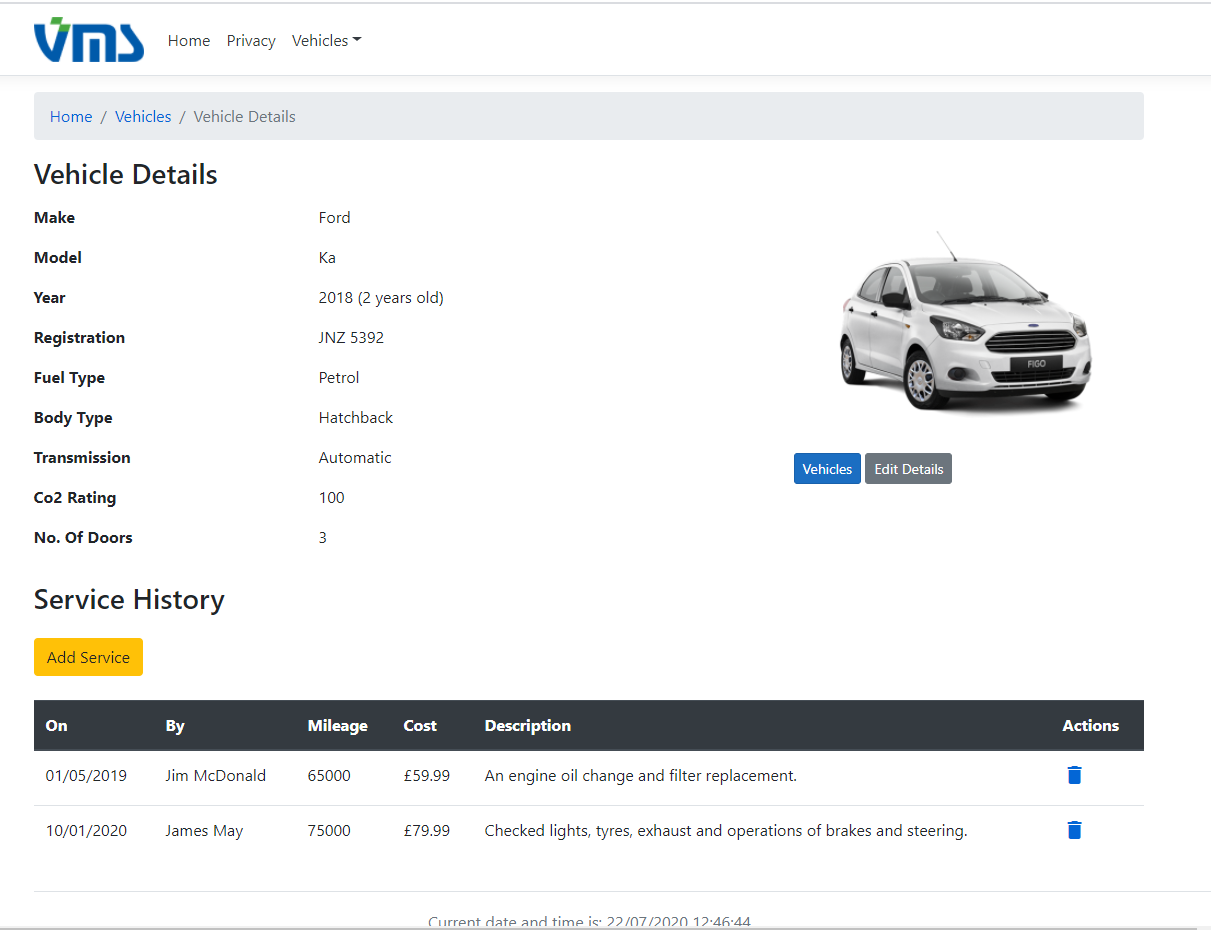 vms Home Privacy Vehicles
Home / Vehicles / Vehicle Details
Vehicle Details
Make Ford
Model Ka
Year 2018 (2 years old)
Registration JNZ 5392
Fuel Type Petrol
Body Type Hatchback
Transmission Automatic
Co2 Rating 100
No. Of Doors 3
FIGO
Vehicles Edit Details
Service History
Add Service
On By Mileage Cost Description Actions
01/05/2019 Jim McDonald 65000 £59.99 An engine oil change and filter replacement.
10/01/2020 James May 75000 £79.99 Checked lights, tyres, exhaust and operations of brakes and steering.
Current date and time is: 22/07/2020 12:46:44